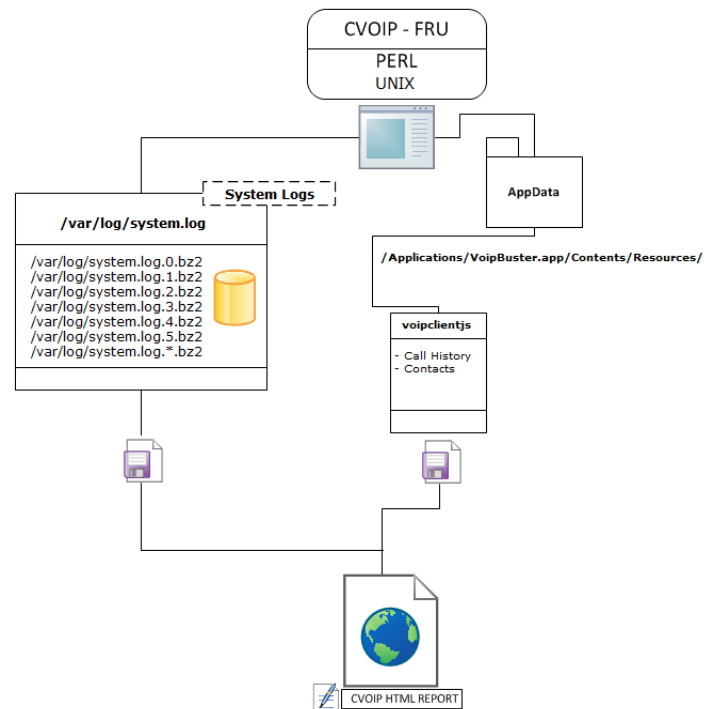 CVOIP - FRU
PERL
UNIX
System Logs
/var/log/system.log
/var/log/system.log.0.bz2
/var/log/system.log.1.bz2
/var/log/system.log.2.bz2
/var/log/system.log.3.bz2
/var/log/system.log.4.bz2
/var/log/system.log.5.bz2
/var/log/system.log.*.bz2
AppData
/Applications/VoipBuster.app/Contents/Resources/
voipclientjs
- Call History
- Contacts
CVOIP HTML REPORT